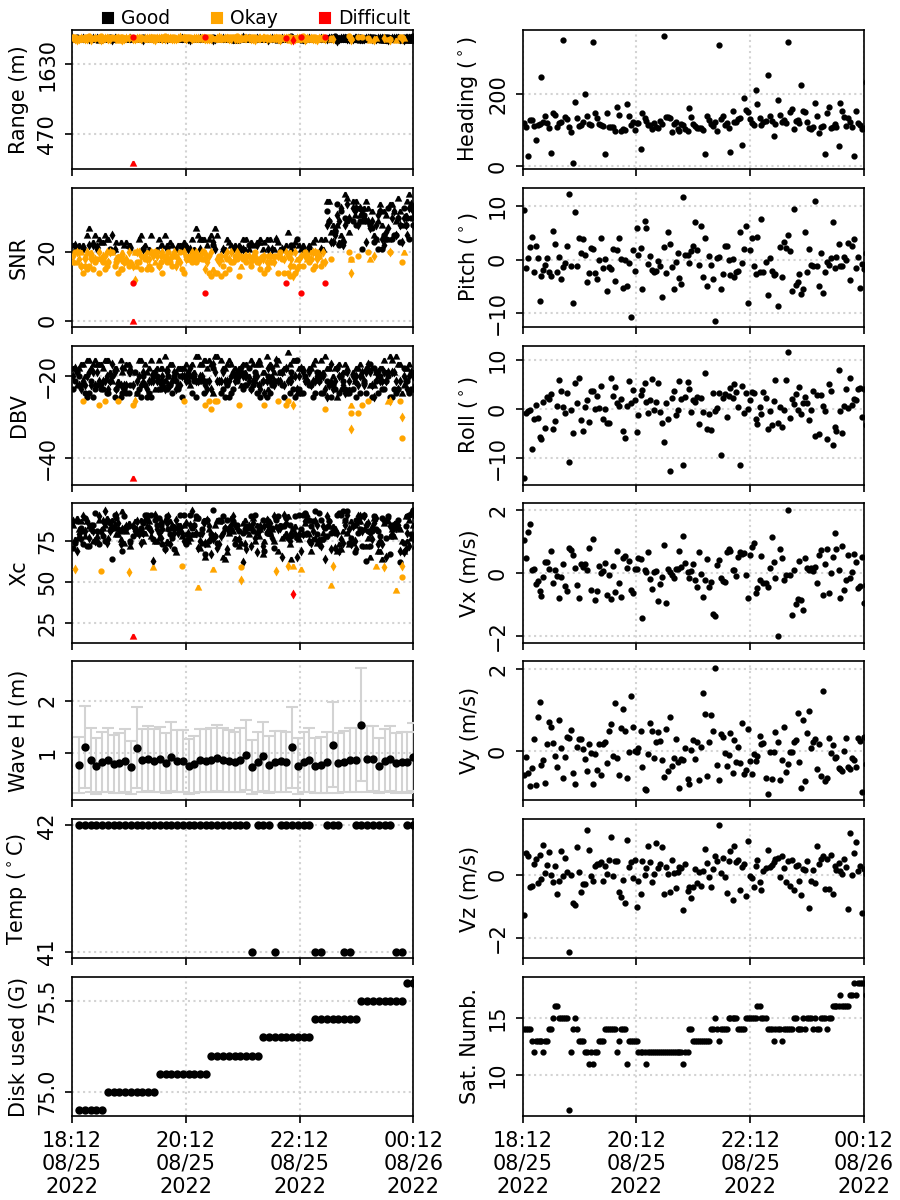 Good Okay Difficult
Range (m)
1630
470
Heading (°)
200
0
SNR
20
0
Pitch (°)
10
0
−10
DBV
−20
−40
Roll (°)
10
0
−10
Xc
75
50
25
Vx (m/s)
2
0
−2
Wave H (m)
2
1
Vy (m/s)
2
0
Temp (°C)
42
41
Vz (m/s)
0
−2
Disk used (G)
75.5
75.0
Sat. Numb.
15
10
18:12 20:12 22:12 00:12
08/25 08/25 08/25 08/26
2022 2022 2022 2022
18:12 20:12 22:12 00:12
08/25 08/25 08/25 08/26
2022 2022 2022 2022